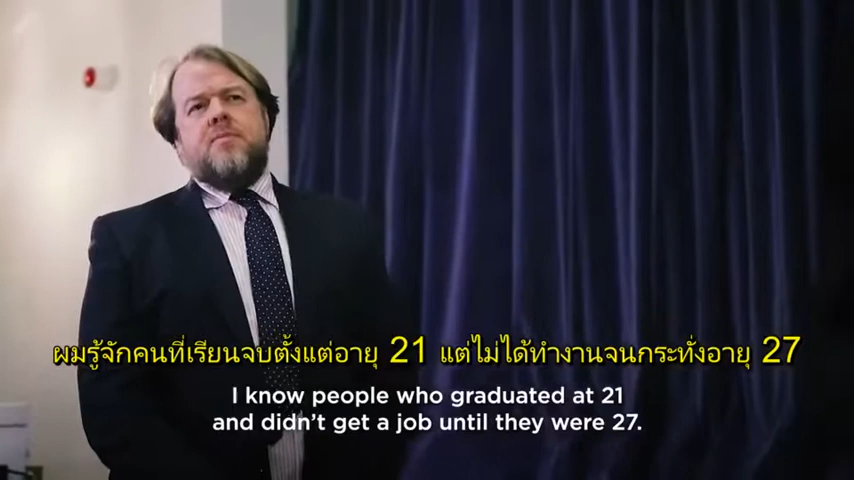 ผมรู้จักคนที่เรียนจบตั้งแต่อายุ 21 แต่ไม่ได้ทำงานจนกระทั่งอายุ 27
I know people who graduated at 21
and didn't get a job until they were 27.